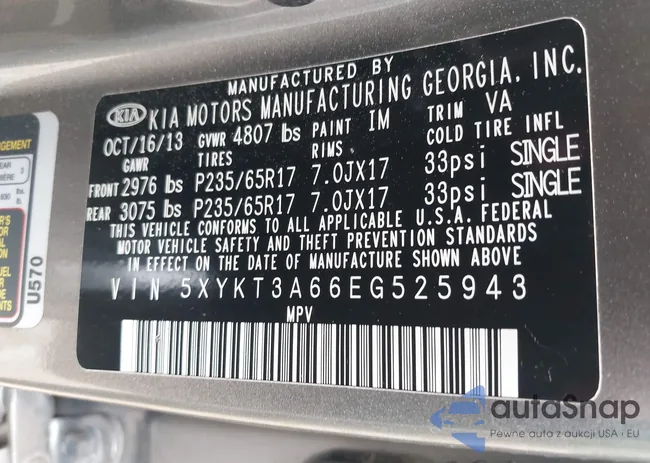 MANUFACTURED BY
KIA KIA MOTORS MANUFACTURING GEORGIA, INC.
OCT/16/13 GVWR 4807 lbs PAINT IM TRIM VA
GAWR TIRES RIMS COLD TIRE INFL
FRONT 2976 lbs P235/65R17 7.0JX17 33psi SINGLE
REAR 3075 lbs P235/65R17 7.0JX17 33psi SINGLE
THIS VEHICLE CONFORMS TO ALL APPLICABLE U.S.A. FEDERAL
MOTOR VEHICLE SAFETY AND THEFT PREVENTION STANDARDS
IN EFFECT ON THE DATE OF MANUFACTURE SHOWN ABOVE
VIN 5XYKT3A66EG525943
MPV
U570
autoSnap
Pewne auta z aukcji USA i EU